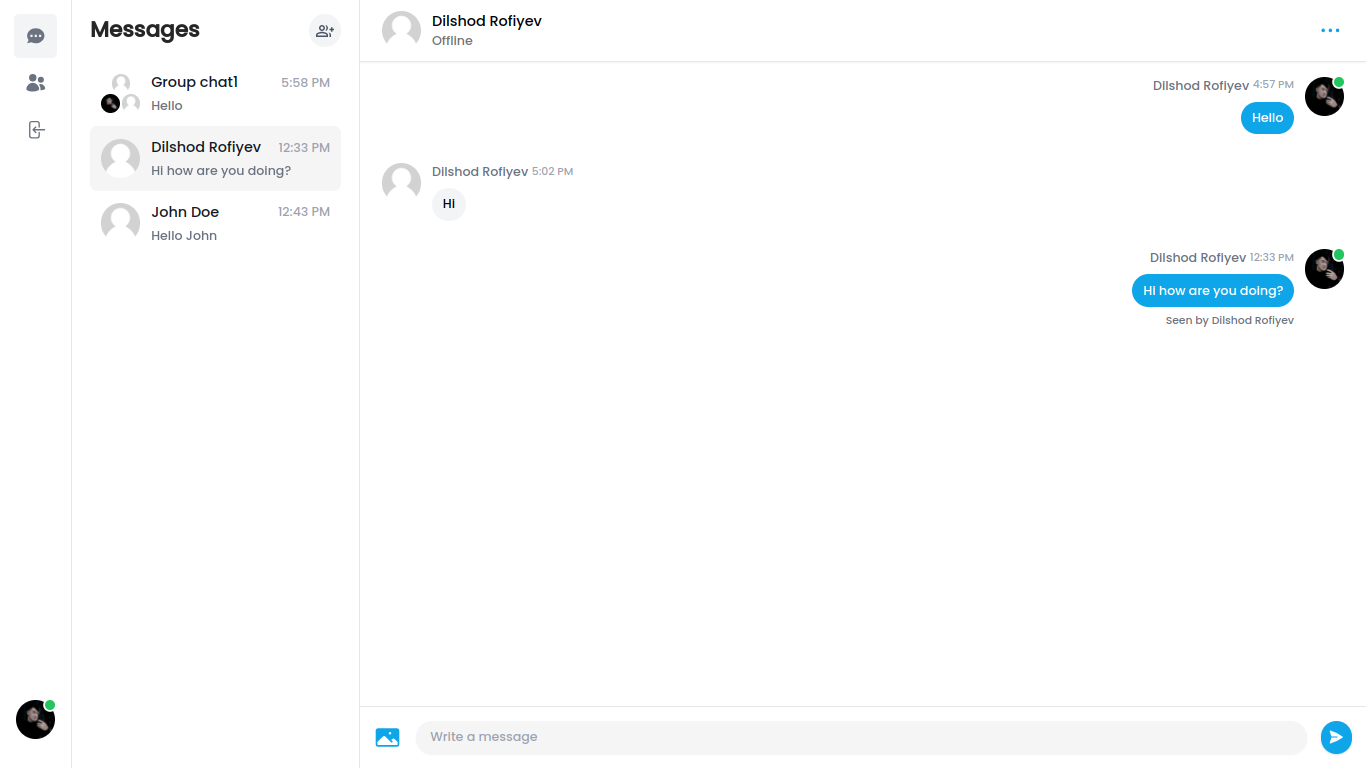 Messages
Group chat1 5:58 PM
Hello
Dilshod Rofiyev 12:33 PM
Hi how are you doing?
John Doe 12:43 PM
Hello John
Dilshod Rofiyev
Offline
Dilshod Rofiyev 4:57 PM
Hello
Dilshod Rofiyev 5:02 PM
Hi
Dilshod Rofiyev 12:33 PM
Hi how are you doing?
Seen by Dilshod Rofiyev
Write a message